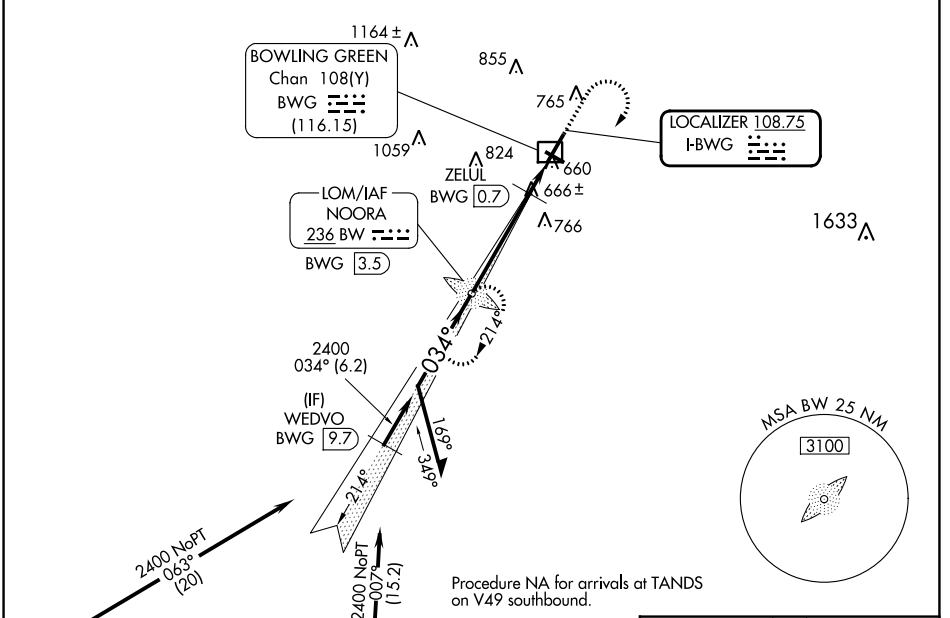 1164 ±
BOWLING GREEN
Chan 108(Y)
BWG
(116.15)
855
765
LOCALIZER 108.75
I-BWG
1059
824
660
ZELUL
BWG 0.7
666 ±
766
1633
LOM/IAF
NOORA
236 BW
BWG 3.5
034°
214°
2400
034° (6.2)
(IF)
WEDVO
BWG 9.7
169°
349°
214°
MSA BW 25 NM
3100
2400 NoPT
063°
(20)
2400 NoPT
007°
(15.2)
Procedure NA for arrivals at TANDS
on V49 southbound.